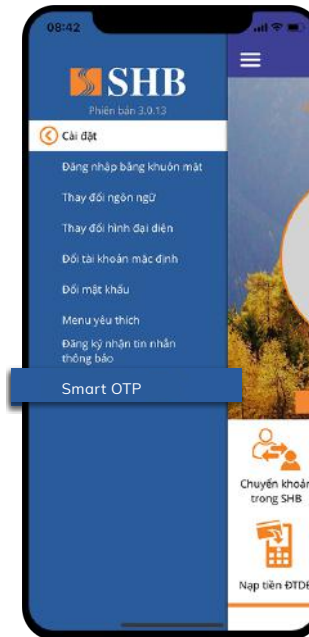 08:42
SHB
Phiên bản 3.0.13
Cài đặt
Đăng nhập bằng khuôn mặt
Thay đổi ngôn ngữ
Thay đổi hình đại diện
Đổi tài khoản mặc định
Đổi mật khẩu
Menu yêu thích
Đăng ký nhận tin nhắn
thông báo
Smart OTP
Chuyển khoản
trong SHB
Nạp tiền ĐTDĐ